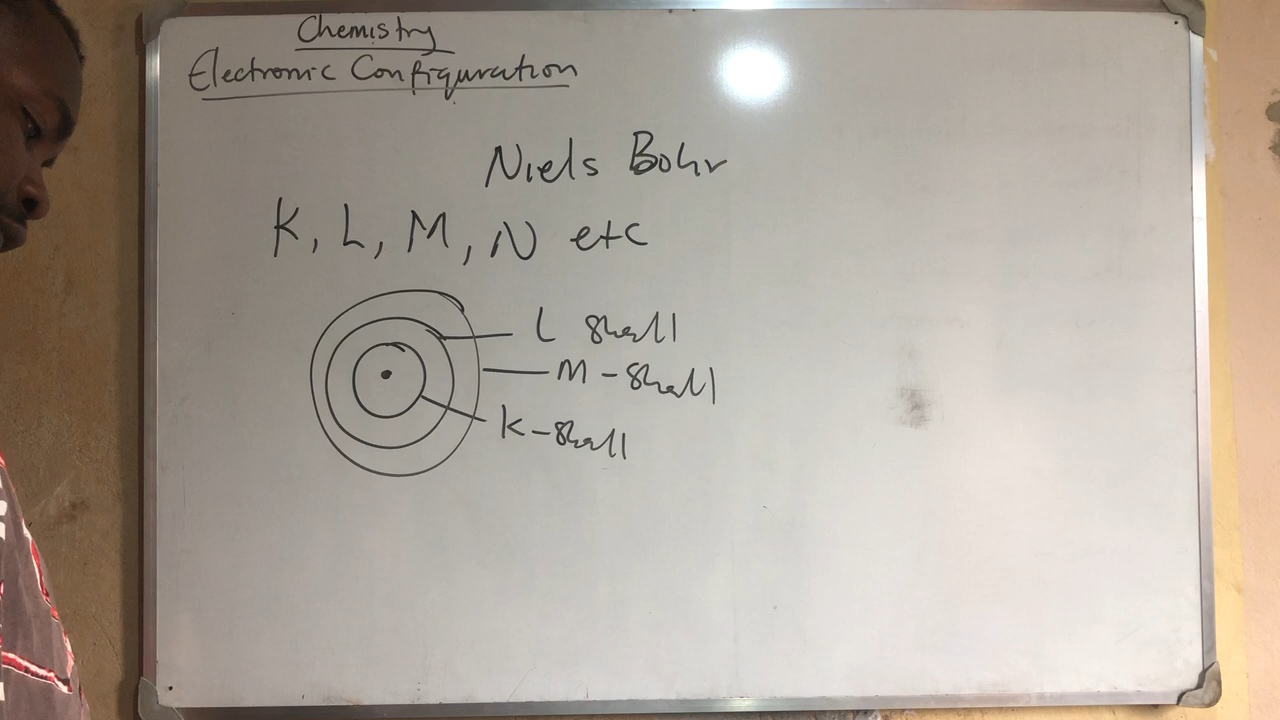 Chemistry
Electronic Configuration
Niels Bohr
K, L, M, N etc
L shell
M - shell
K - shell